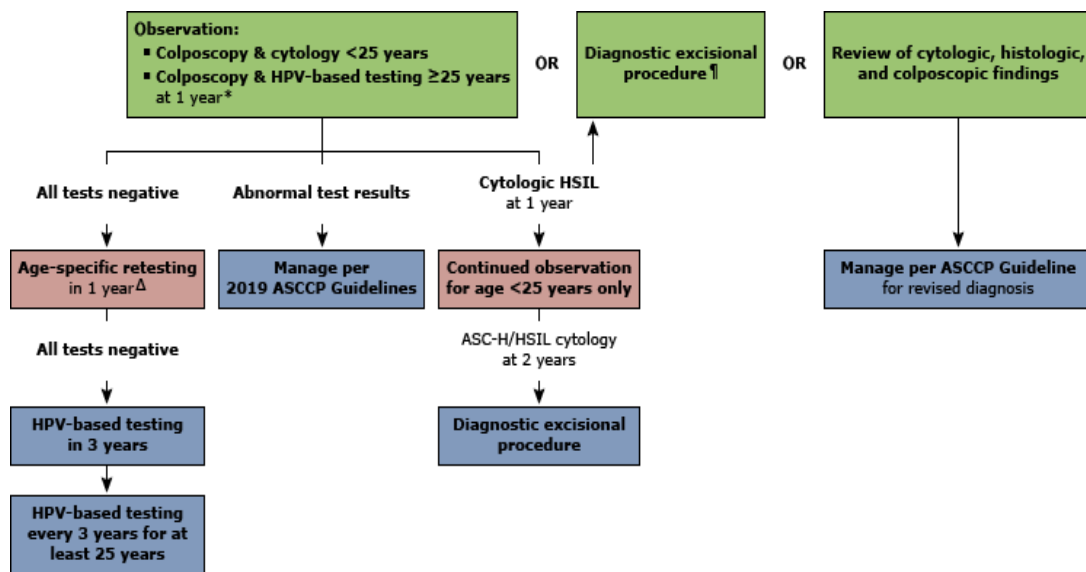 Observation:
▪ Colposcopy & cytology <25 years
▪ Colposcopy & HPV-based testing ≥25 years
at 1 year*
OR
Diagnostic excisional
procedure¶
OR
Review of cytologic, histologic,
and colposcopic findings
All tests negative
Abnormal test results
Cytologic HSIL
at 1 year
Age-specific retesting
in 1 yearΔ
Manage per
2019 ASCCP Guidelines
Continued observation
for age <25 years only
Manage per ASCCP Guideline
for revised diagnosis
All tests negative
ASC-H/HSIL cytology
at 2 years
HPV-based testing
in 3 years
Diagnostic excisional
procedure
HPV-based testing
every 3 years for at
least 25 years